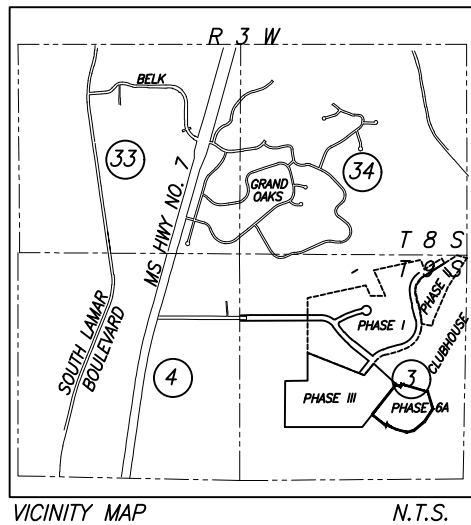 R 3 W
BELK
33
MS HWY NO. 7
34
GRAND
OAKS
T 8 S
T 9 S
PHASE II
PHASE I
CLUBHOUSE
SOUTH LAMAR
BOULEVARD
4
3
PHASE III
PHASE 6A
VICINITY MAP
N.T.S.